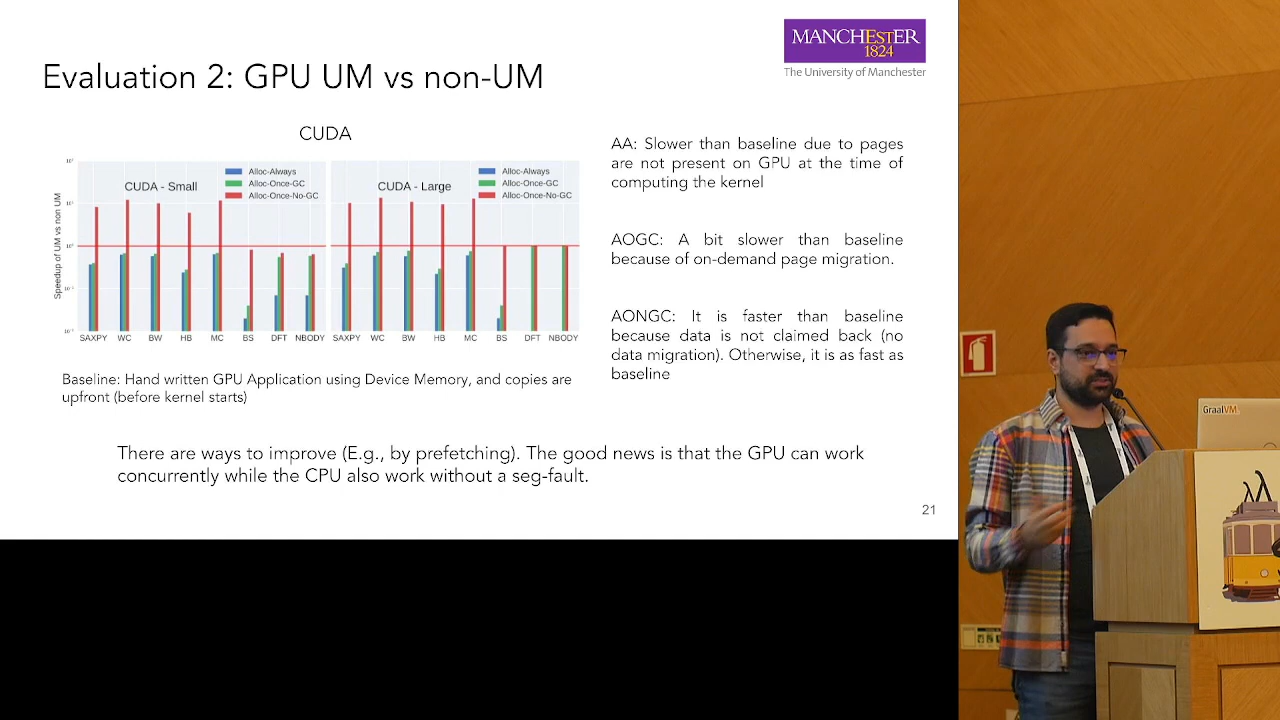 MANCHESTER
1824
The University of Manchester
Evaluation 2: GPU UM vs non-UM
CUDA
CUDA - Small
Alloc-Always
Alloc-Once-GC
Alloc-Once-No-GC
CUDA - Large
Alloc-Always
Alloc-Once-GC
Alloc-Once-No-GC
Speedup of UM vs non UM
SAXPY WC BW HB MC BS DFT NBODY
SAXPY WC BW HB MC BS DFT NBODY
Baseline: Hand written GPU Application using Device Memory, and copies are
upfront (before kernel starts)
AA: Slower than baseline due to pages
are not present on GPU at the time of
computing the kernel
AOGC: A bit slower than baseline
because of on-demand page migration.
AONGC: It is faster than baseline
because data is not claimed back (no
data migration). Otherwise, it is as fast as
baseline
There are ways to improve (E.g., by prefetching). The good news is that the GPU can work
concurrently while the CPU also work without a seg-fault.
21
GraalVM